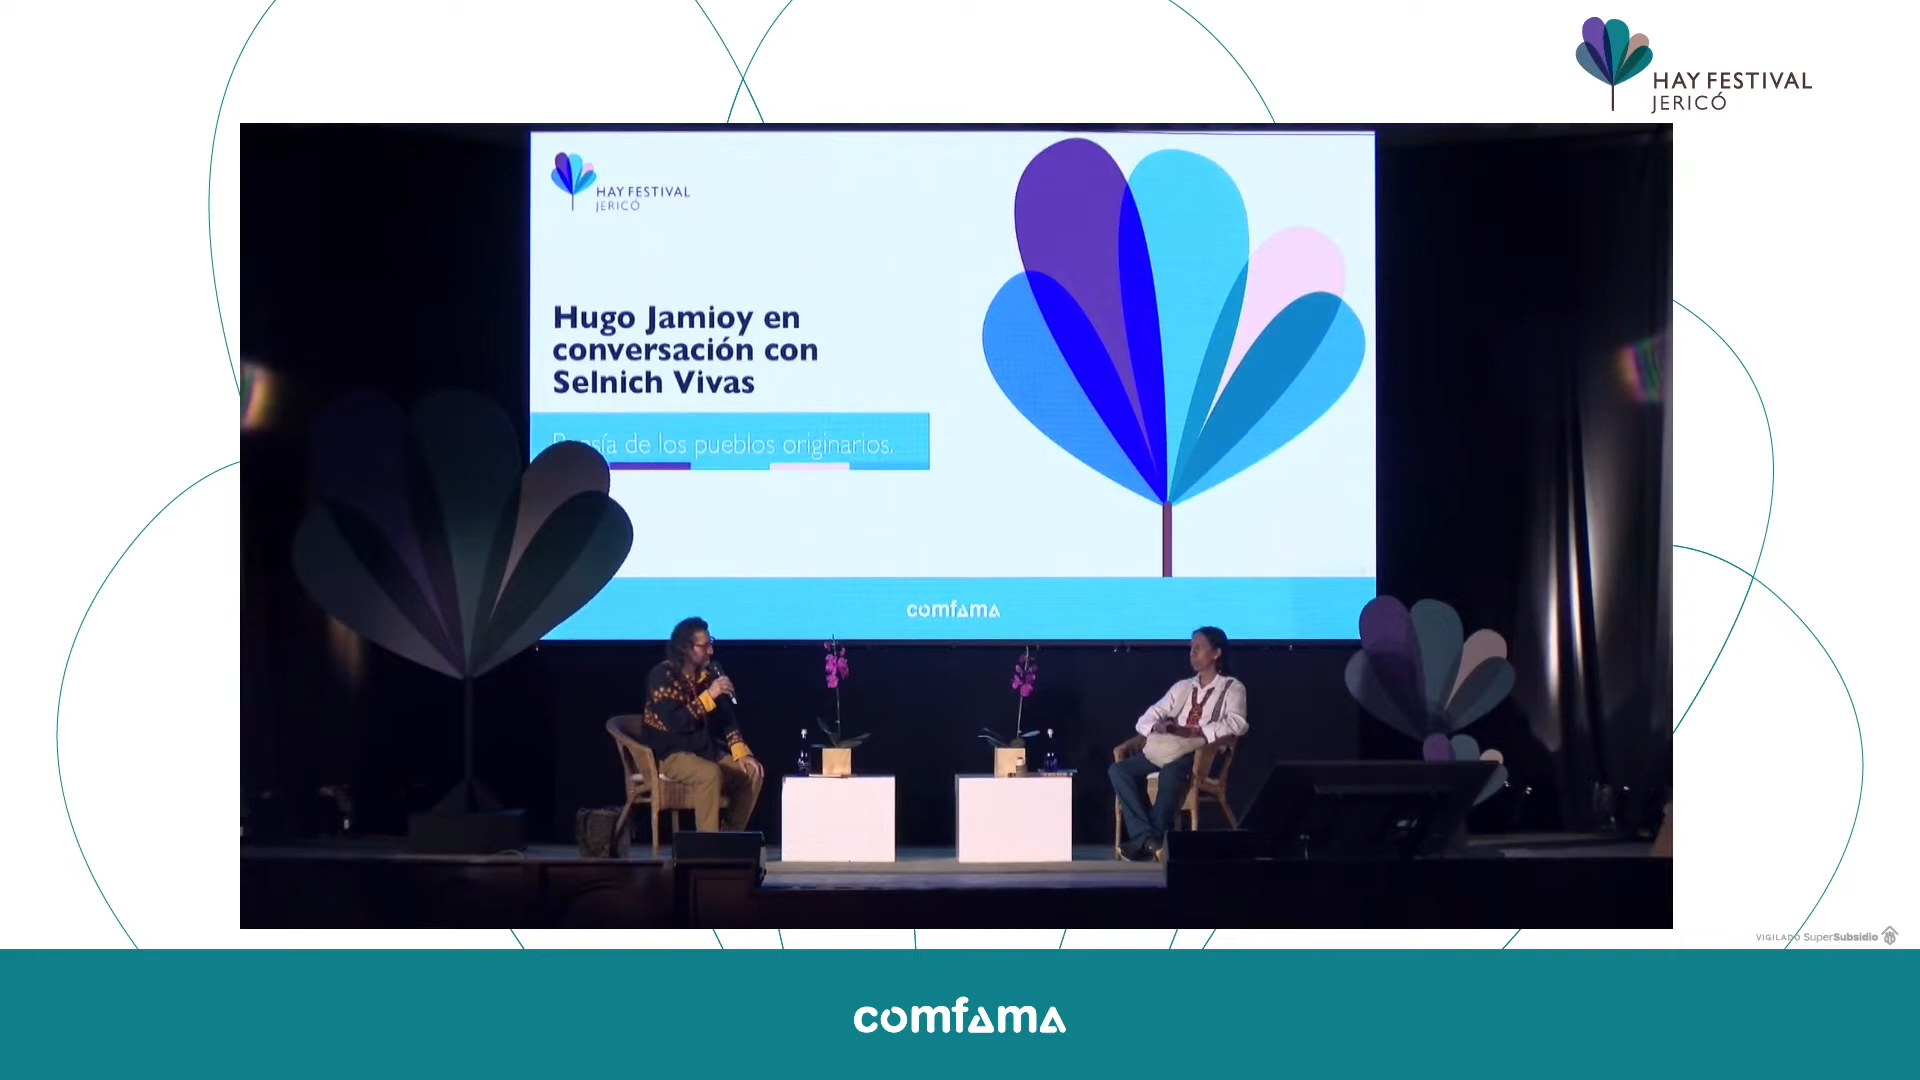 HAY FESTIVAL
JERICÓ
HAY FESTIVAL
JERICÓ
Hugo Jamioy en
conversación con
Selnich Vivas
Poesía de los pueblos originarios.
comfama
VIGILADO SuperSubsidio
comfama